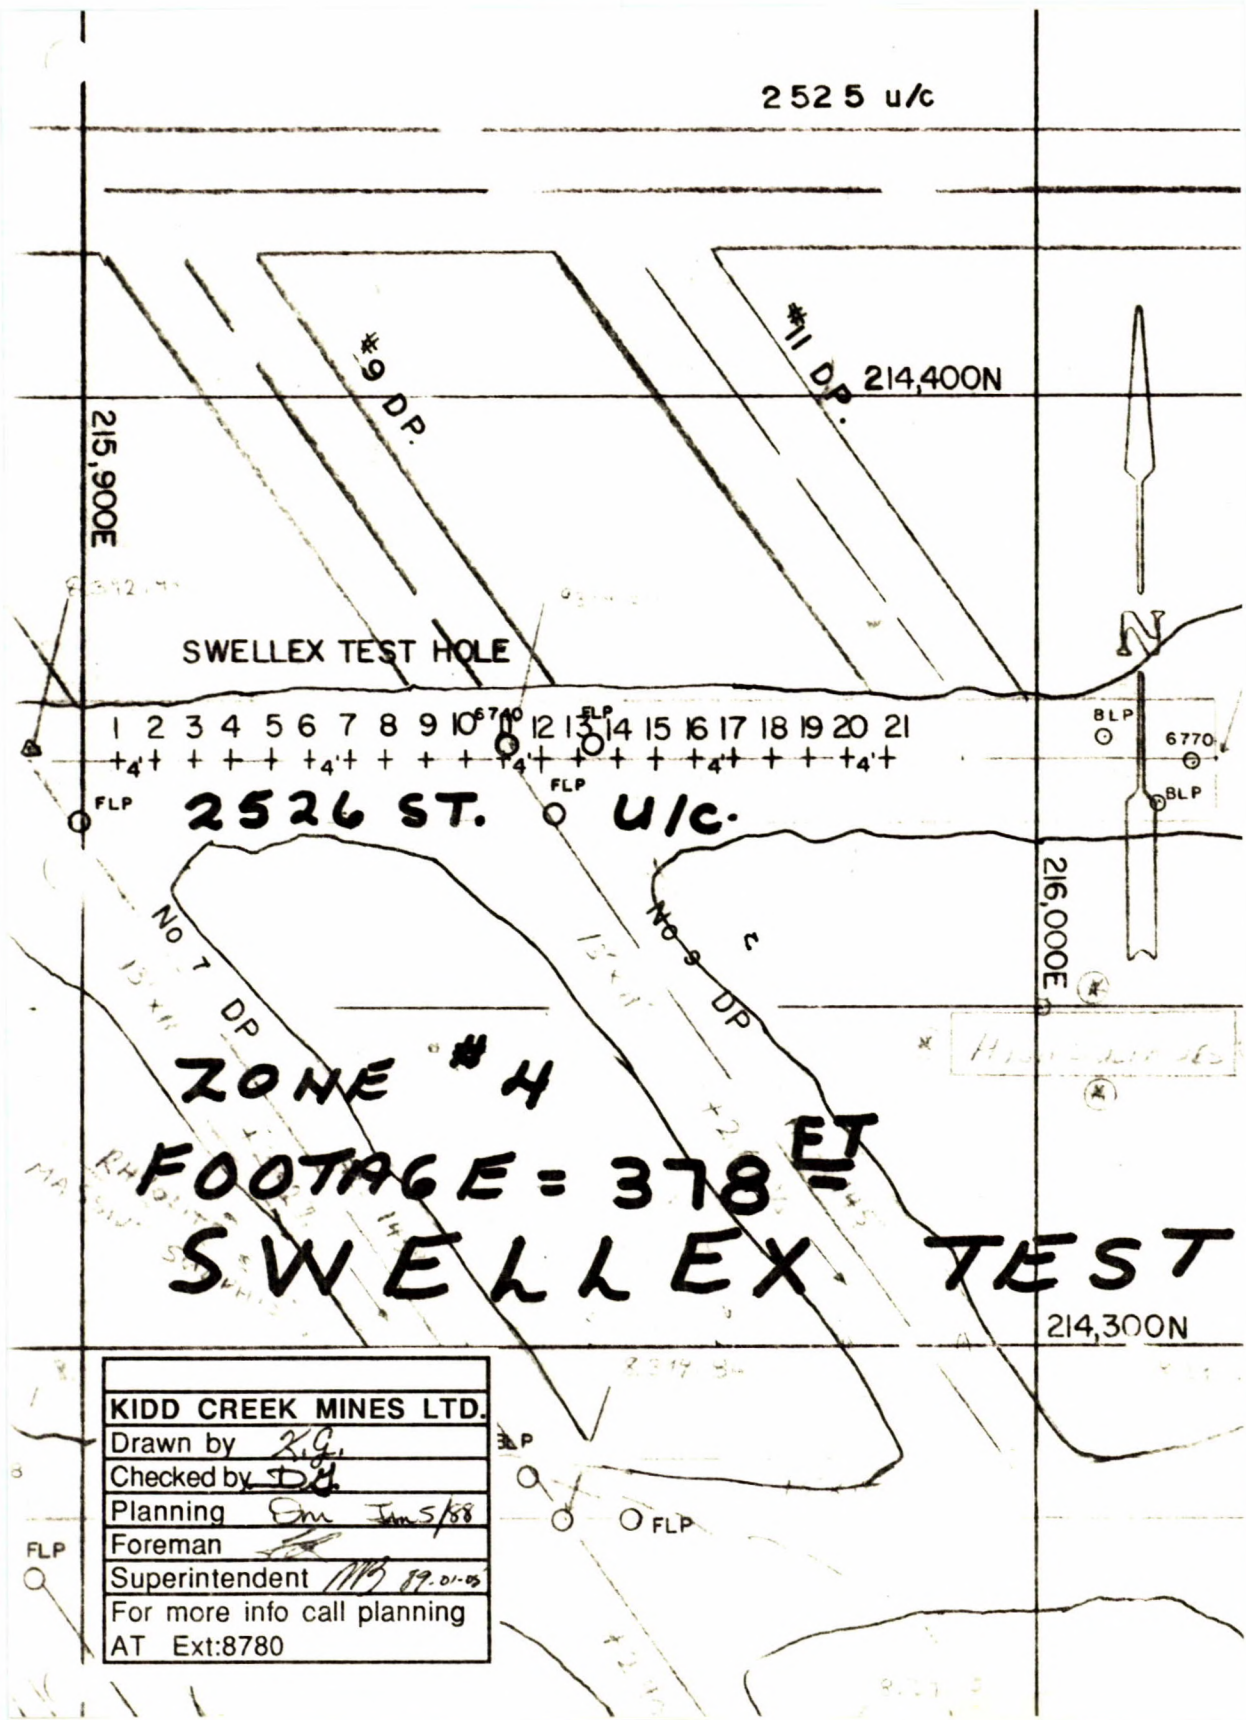 2525 u/c
#9 DP.
#11 DP.
214,400N
215,900E
SWELLEX TEST HOLE
1 2 3 4 5 6 7 8 9 10 6740 11 12 13 FLP 14 15 16 17 18 19 20 21
4' 4' 4' 4' 4'
BLP
6770
BLP
N
FLP
FLP
2526 ST. U/C.
216,000E
No 7 DP
No 9 DP
ZONE #4
FOOTAGE = 378 FT
SWELLEX TEST
214,300N
KIDD CREEK MINES LTD.
Drawn by K.G.
Checked by D.G.
Planning
Foreman
Superintendent MB 89-01-05
For more info call planning
AT Ext:8780
BLP
FLP
FLP